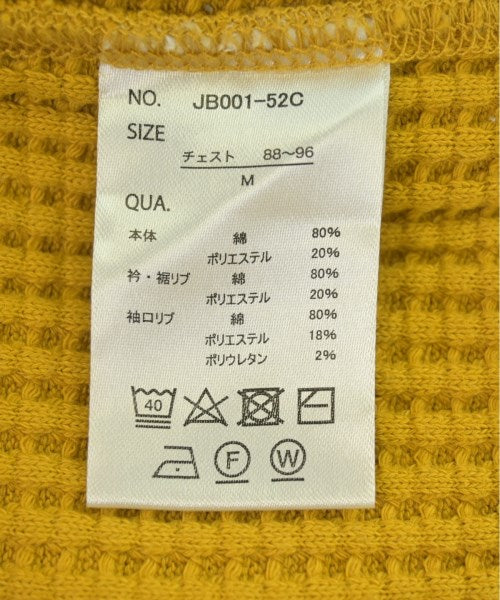 NO. JB001-52C
SIZE
チェスト 88〜96
M
QUA.
本体 綿 80%
ポリエステル 20%
衿・裾リブ 綿 80%
ポリエステル 20%
袖口リブ 綿 80%
ポリエステル 18%
ポリウレタン 2%
40
F W